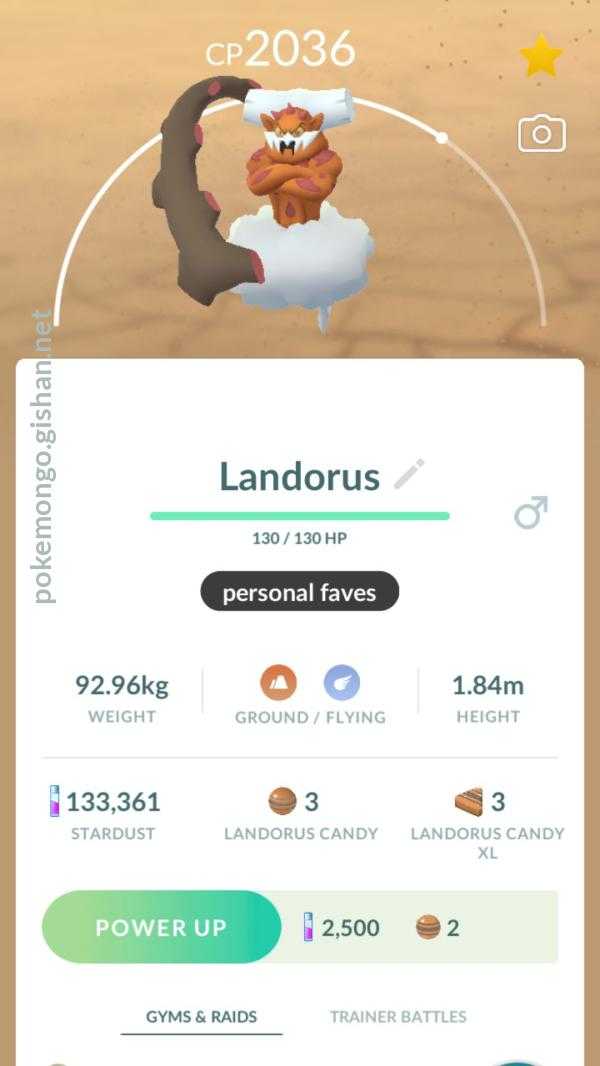 CP2036
pokemongo.gishan.net
Landorus
130 / 130 HP
personal faves
92.96kg
WEIGHT
GROUND / FLYING
1.84m
HEIGHT
133,361
STARDUST
3
LANDORUS CANDY
3
LANDORUS CANDY
XL
POWER UP
2,500
2
GYMS & RAIDS
TRAINER BATTLES